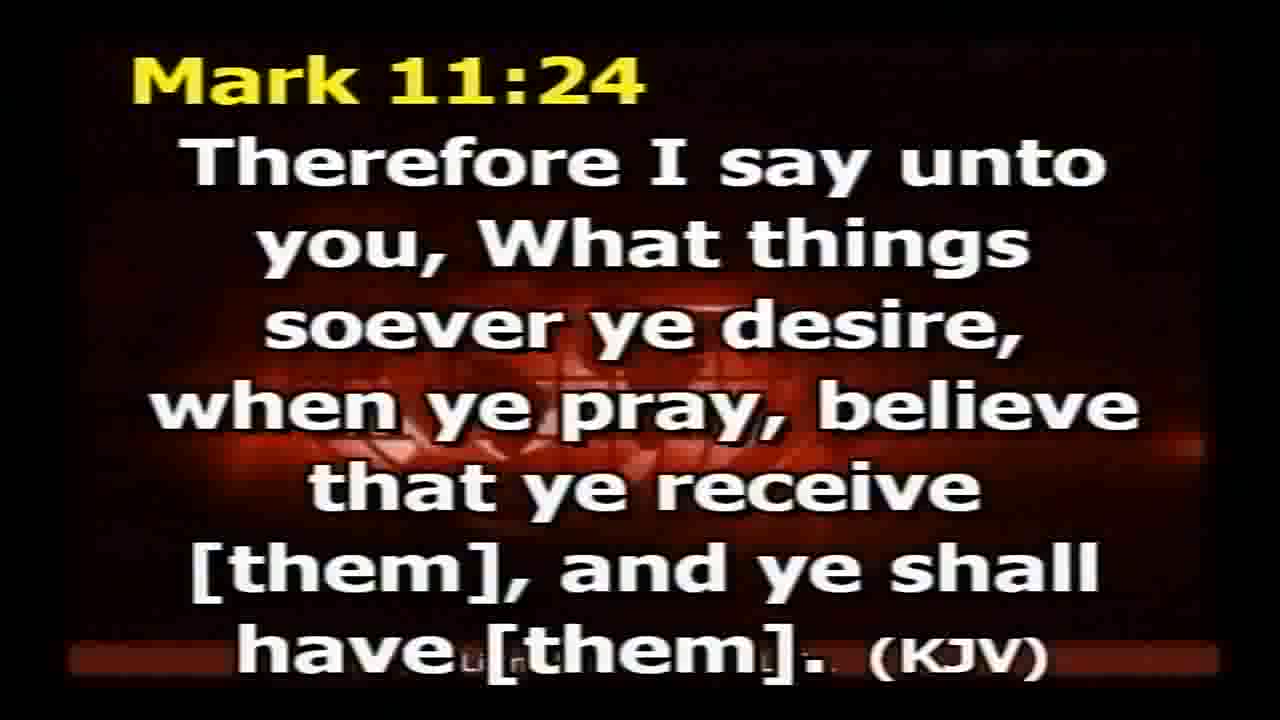 Mark 11:24
Therefore I say unto
you, What things
soever ye desire,
when ye pray, believe
that ye receive
[them], and ye shall
have [them]. (KJV)